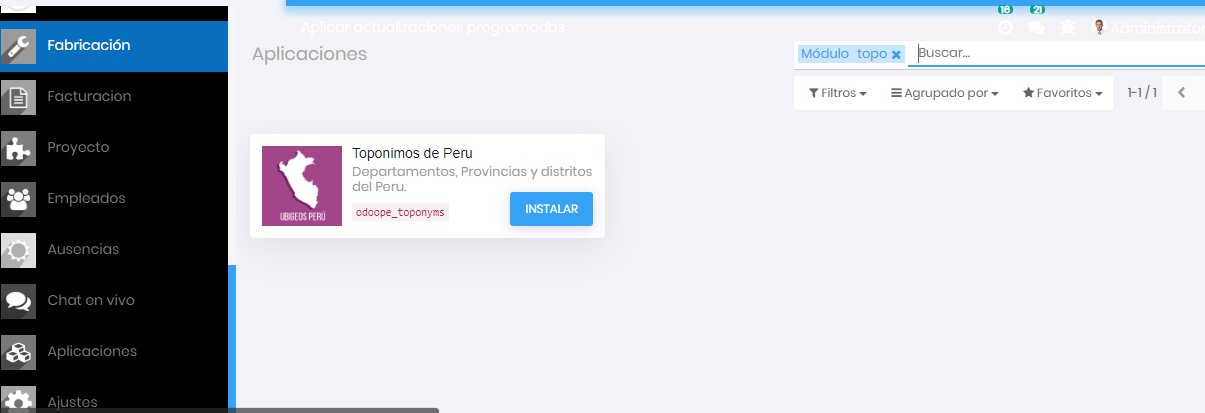 16 21
Aplicar actualizaciones programadas
Administrator
Fabricación
Aplicaciones
Módulo topo
Buscar...
Facturacion
Filtros
Agrupado por
Favoritos
1-1 / 1
Proyecto
Toponimos de Peru
Departamentos, Provincias y distritos
del Peru.
UBIGEOS PERÚ
odoope_toponyms
INSTALAR
Empleados
Ausencias
Chat en vivo
Aplicaciones
Ajustes